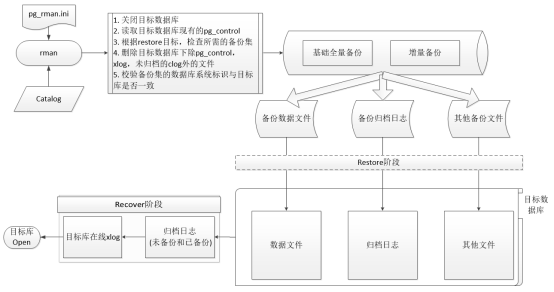 pg_rman.ini
rman
Catalog
1. 关闭目标数据库
2. 读取目标数据库现有的pg_control
3. 根据restore目标，检查所需的备份集
4. 删除目标数据库下除pg_control，
xlog，未归档的clog外的文件
5. 校验备份集的数据库系统标识与目标
库是否一致
基础全量备份
增量备份
备份数据文件
备份归档日志
其他备份文件
Restore阶段
目标数
据库
数据文件
归档日志
其他文件
Recover阶段
归档日志
(未备份和已备份)
目标库在线xlog
目标库
Open